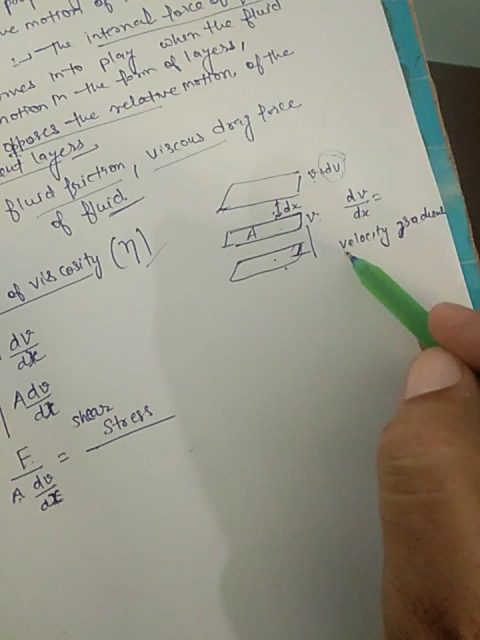 motion of
:→ The internal force of
into play when the fluid
motion in the form of layers,
opposes the relative motion, of the
layers
fluid friction, viscous drag force
of fluid.
v+dv
dx
v
A
dv/dx =
velocity gradient
of viscosity (η)
dv/dx
A dv/dx
F/A dv/dx = shear
Stress